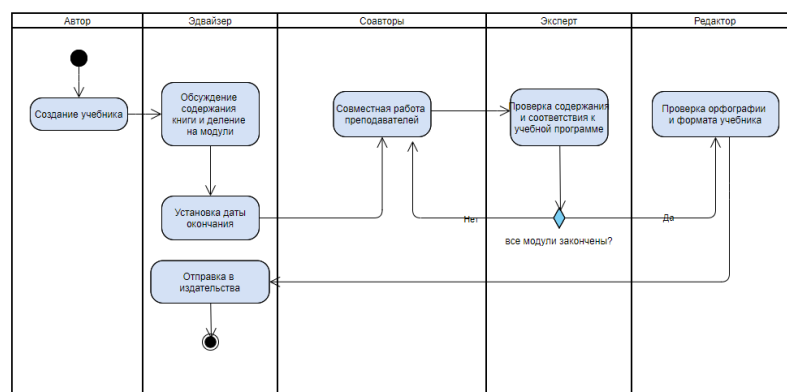 Автор
Эдвайзер
Соавторы
Эксперт
Редактор
Создание учебника
Обсуждение
содержания
книги и деление
на модули
Совместная работа
преподавателей
Проверка содержания
и соответствия к
учебной программе
Проверка орфографии
и формата учебника
Установка даты
окончания
Нет
Да
все модули закончены?
Отправка в
издательства